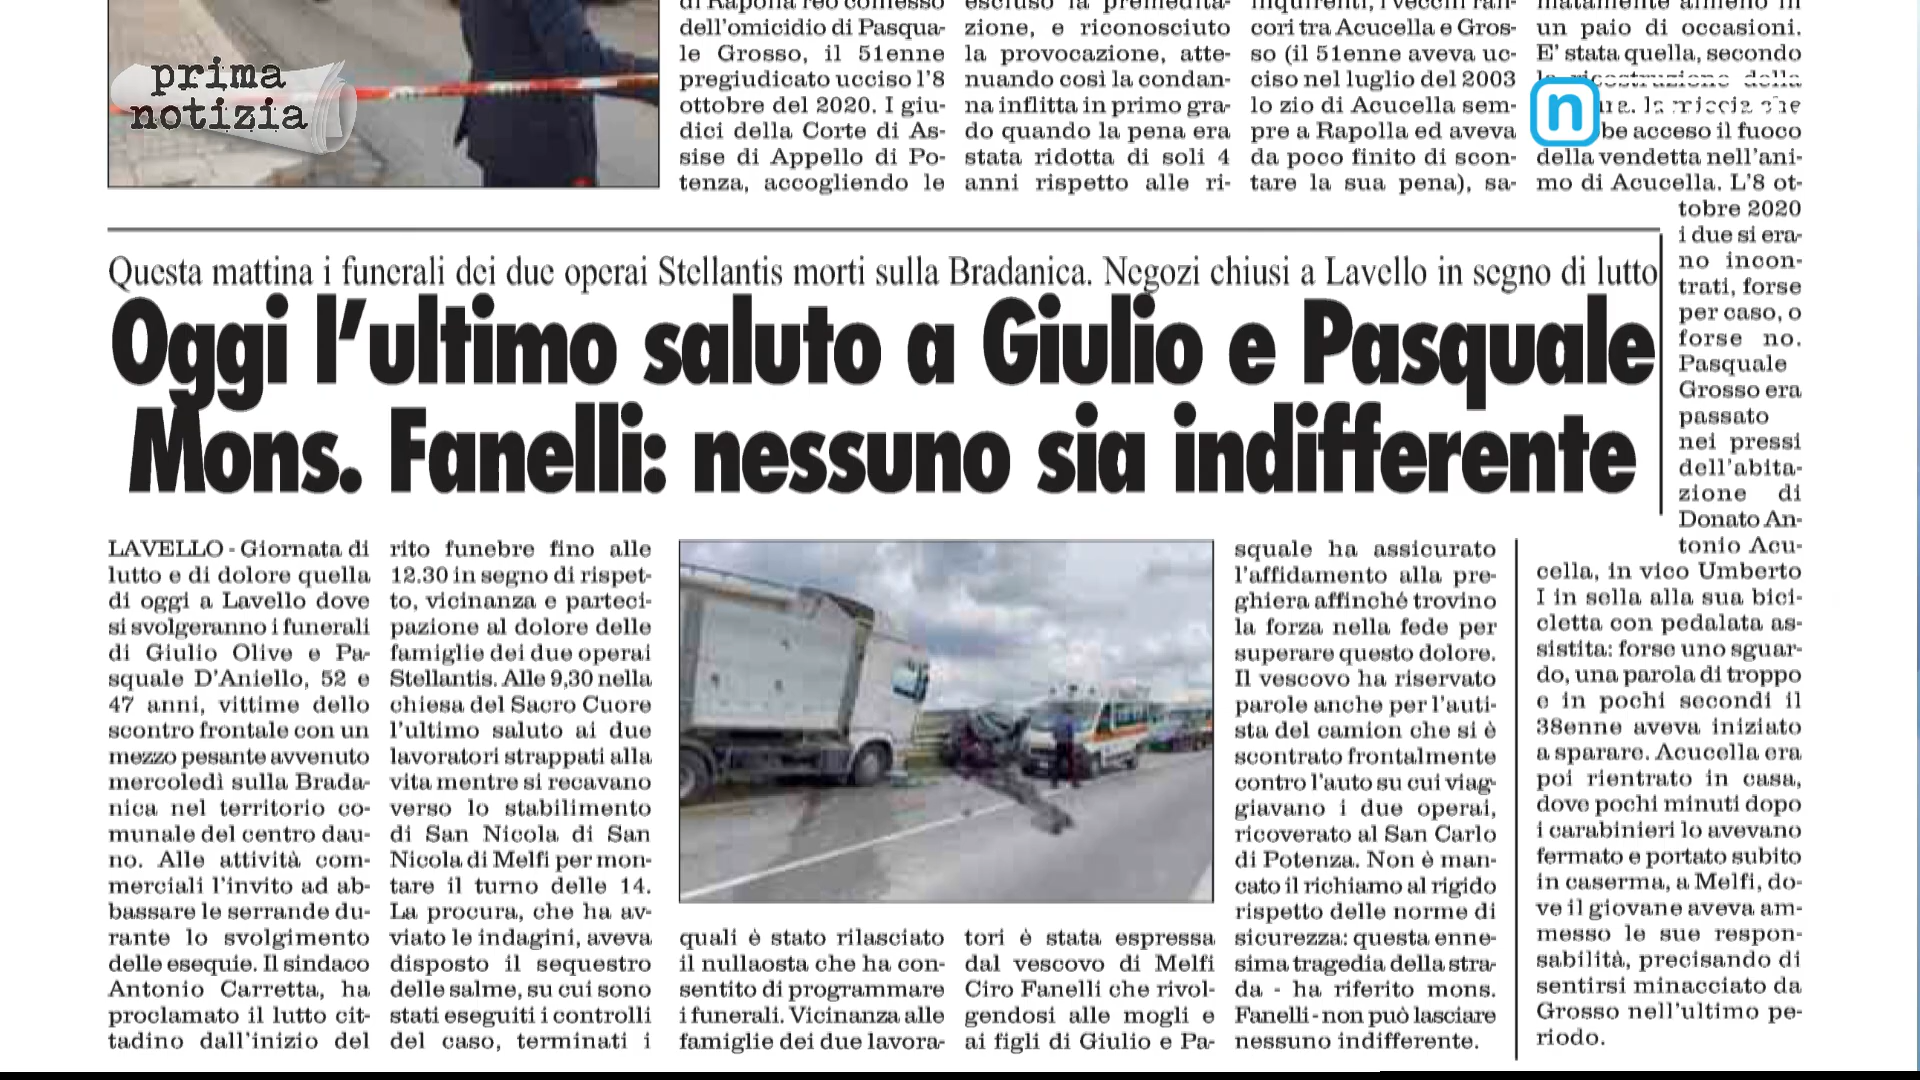 prima
notizia
di Rapolla reo confesso
dell'omicidio di Pasqua-
le Grosso, il 51enne
pregiudicato ucciso l'8
ottobre del 2020. I giu-
dici della Corte di As-
sise di Appello di Po-
tenza, accogliendo le
escluso la premedita-
zione, e riconosciuto
la provocazione, atte-
nuando così la condan-
na inflitta in primo gra-
do quando la pena era
stata ridotta di soli 4
anni rispetto alle ri-
inquirenti, i vecchi ran-
cori tra Acucella e Gros-
so (il 51enne aveva uc-
ciso nel luglio del 2003
lo zio di Acucella sem-
pre a Rapolla ed aveva
da poco finito di scon-
tare la sua pena), sa-
almeno in
un paio di occasioni.
E' stata quella, secondo
la ricostruzione della
n
la miccia che
be acceso il fuoco
della vendetta nell'ani-
mo di Acucella. L'8 ot-
tobre 2020
i due si era-
no incon-
trati, forse
per caso, o
forse no.
Pasquale
Grosso era
passato
nei pressi
dell'abita-
zione di
Donato An-
tonio Acu-
cella, in vico Umberto
I in sella alla sua bici-
cletta con pedalata as-
sistita: forse uno sguar-
do, una parola di troppo
e in pochi secondi il
38enne aveva iniziato
a sparare. Acucella era
poi rientrato in casa,
dove pochi minuti dopo
i carabinieri lo avevano
fermato e portato subito
in caserma, a Melfi, do-
ve il giovane aveva am-
messo le sue respon-
sabilità, precisando di
sentirsi minacciato da
Grosso nell'ultimo pe-
riodo.
Questa mattina i funerali dei due operai Stellantis morti sulla Bradanica. Negozi chiusi a Lavello in segno di lutto
Oggi l'ultimo saluto a Giulio e Pasquale
Mons. Fanelli: nessuno sia indifferente
LAVELLO - Giornata di
lutto e di dolore quella
di oggi a Lavello dove
si svolgeranno i funerali
di Giulio Olive e Pa-
squale D'Aniello, 52 e
47 anni, vittime dello
scontro frontale con un
mezzo pesante avvenuto
mercoledì sulla Brada-
nica nel territorio co-
munale del centro dau-
no. Alle attività com-
merciali l'invito ad ab-
bassare le serrande du-
rante lo svolgimento
delle esequie. Il sindaco
Antonio Carretta, ha
proclamato il lutto cit-
tadino dall'inizio del
rito funebre fino alle
12.30 in segno di rispet-
to, vicinanza e parteci-
pazione al dolore delle
famiglie dei due operai
Stellantis. Alle 9,30 nella
chiesa del Sacro Cuore
l'ultimo saluto ai due
lavoratori strappati alla
vita mentre si recavano
verso lo stabilimento
di San Nicola di San
Nicola di Melfi per mon-
tare il turno delle 14.
La procura, che ha av-
viato le indagini, aveva
disposto il sequestro
delle salme, su cui sono
stati eseguiti i controlli
del caso, terminati i
quali è stato rilasciato
il nullaosta che ha con-
sentito di programmare
i funerali. Vicinanza alle
famiglie dei due lavora-
tori è stata espressa
dal vescovo di Melfi
Ciro Fanelli che rivol-
gendosi alle mogli e
ai figli di Giulio e Pa-
squale ha assicurato
l'affidamento alla pre-
ghiera affinché trovino
la forza nella fede per
superare questo dolore.
Il vescovo ha riservato
parole anche per l'auti-
sta del camion che si è
scontrato frontalmente
contro l'auto su cui viag-
giavano i due operai,
ricoverato al San Carlo
di Potenza. Non è man-
cato il richiamo al rigido
rispetto delle norme di
sicurezza: questa enne-
sima tragedia della stra-
da - ha riferito mons.
Fanelli - non può lasciare
nessuno indifferente.